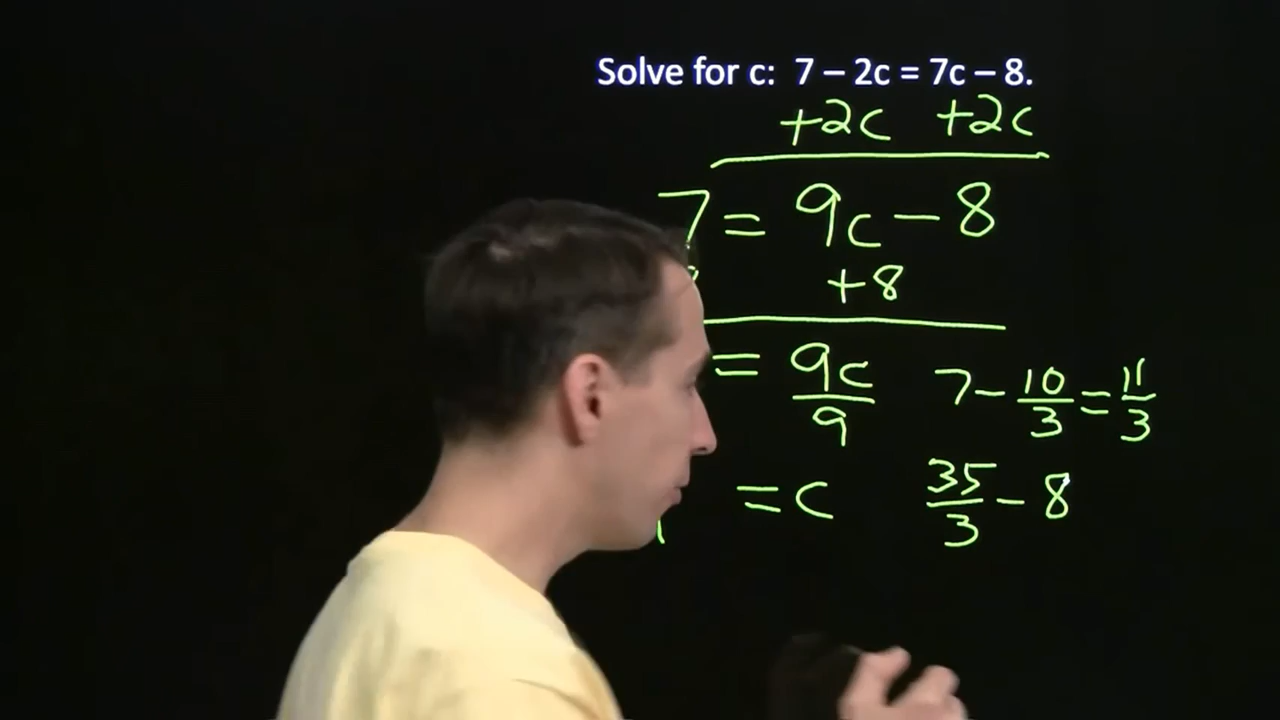 Solve for c: 7 – 2c = 7c – 8.
+2c +2c
7 = 9c – 8
+8
= 9c/9 7 – 10/3 = 11/3
= c 35/3 – 8